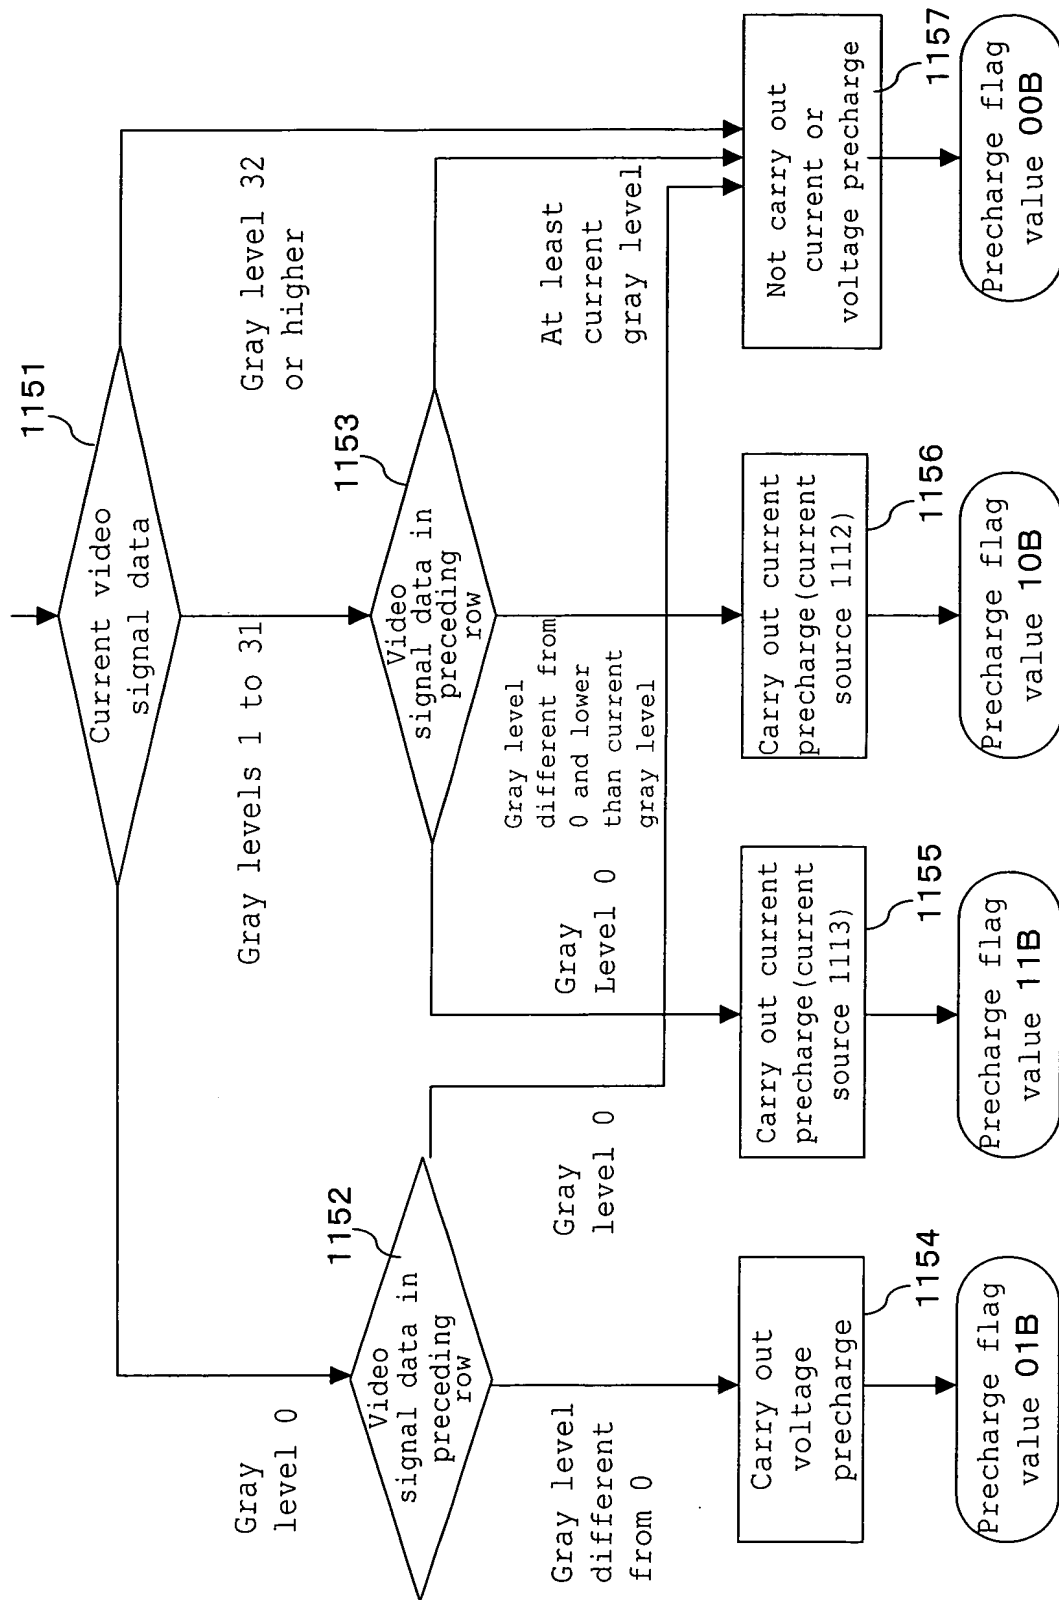 1151
Current video
signal data
Gray
level 0
Gray levels 1 to 31
Gray level 32
or higher
1152
Video
signal data in
preceding
row
1153
Video
signal data in
preceding
row
Gray level
different
from 0
Gray
level 0
Gray
Level 0
Gray level
different from
0 and lower
than current
gray level
At least
current
gray level
Carry out
voltage
precharge
1154
Carry out current
precharge(current
source 1113)
1155
Carry out current
precharge(current
source 1112)
1156
Not carry out
current or
voltage precharge
1157
Precharge flag
value 01B
Precharge flag
value 11B
Precharge flag
value 10B
Precharge flag
value 00B